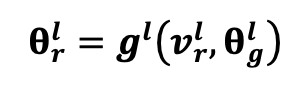 θ_r^l = g^l(v_r^l, θ_g^l)